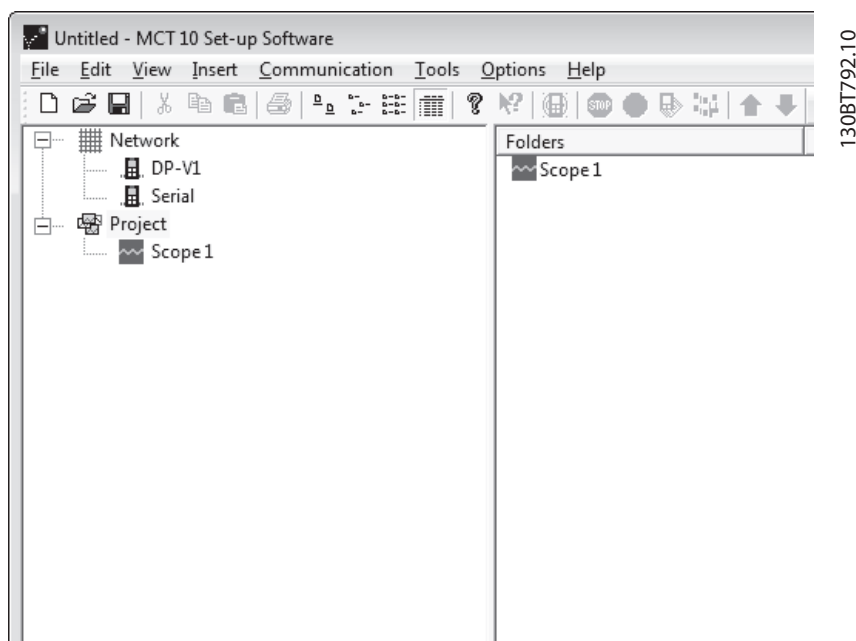 Untitled - MCT 10 Set-up Software
File Edit View Insert Communication Tools Options Help
STOP
Network
DP-V1
Serial
Project
Scope 1
Folders
Scope 1
130BT792.10